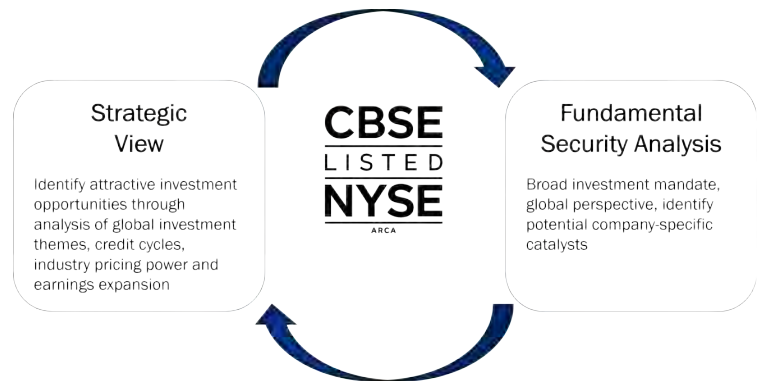 Strategic
View
Identify attractive investment
opportunities through
analysis of global investment
themes, credit cycles,
industry pricing power and
earnings expansion
CBSE
LISTED
NYSE
ARCA
Fundamental
Security Analysis
Broad investment mandate,
global perspective, identify
potential company-specific
catalysts